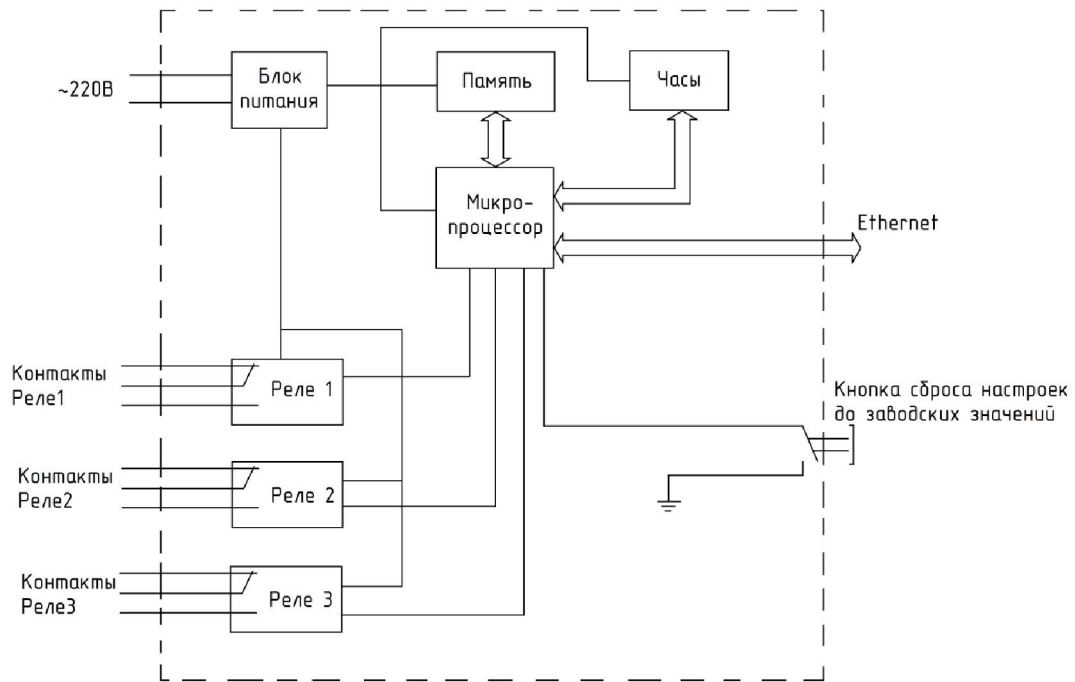 ~220В
Блок
питания
Память
Часы
Микро-
процессор
Ethernet
Контакты
Реле1
Реле 1
Кнопка сброса настроек
до заводских значений
Контакты
Реле2
Реле 2
Контакты
Реле3
Реле 3